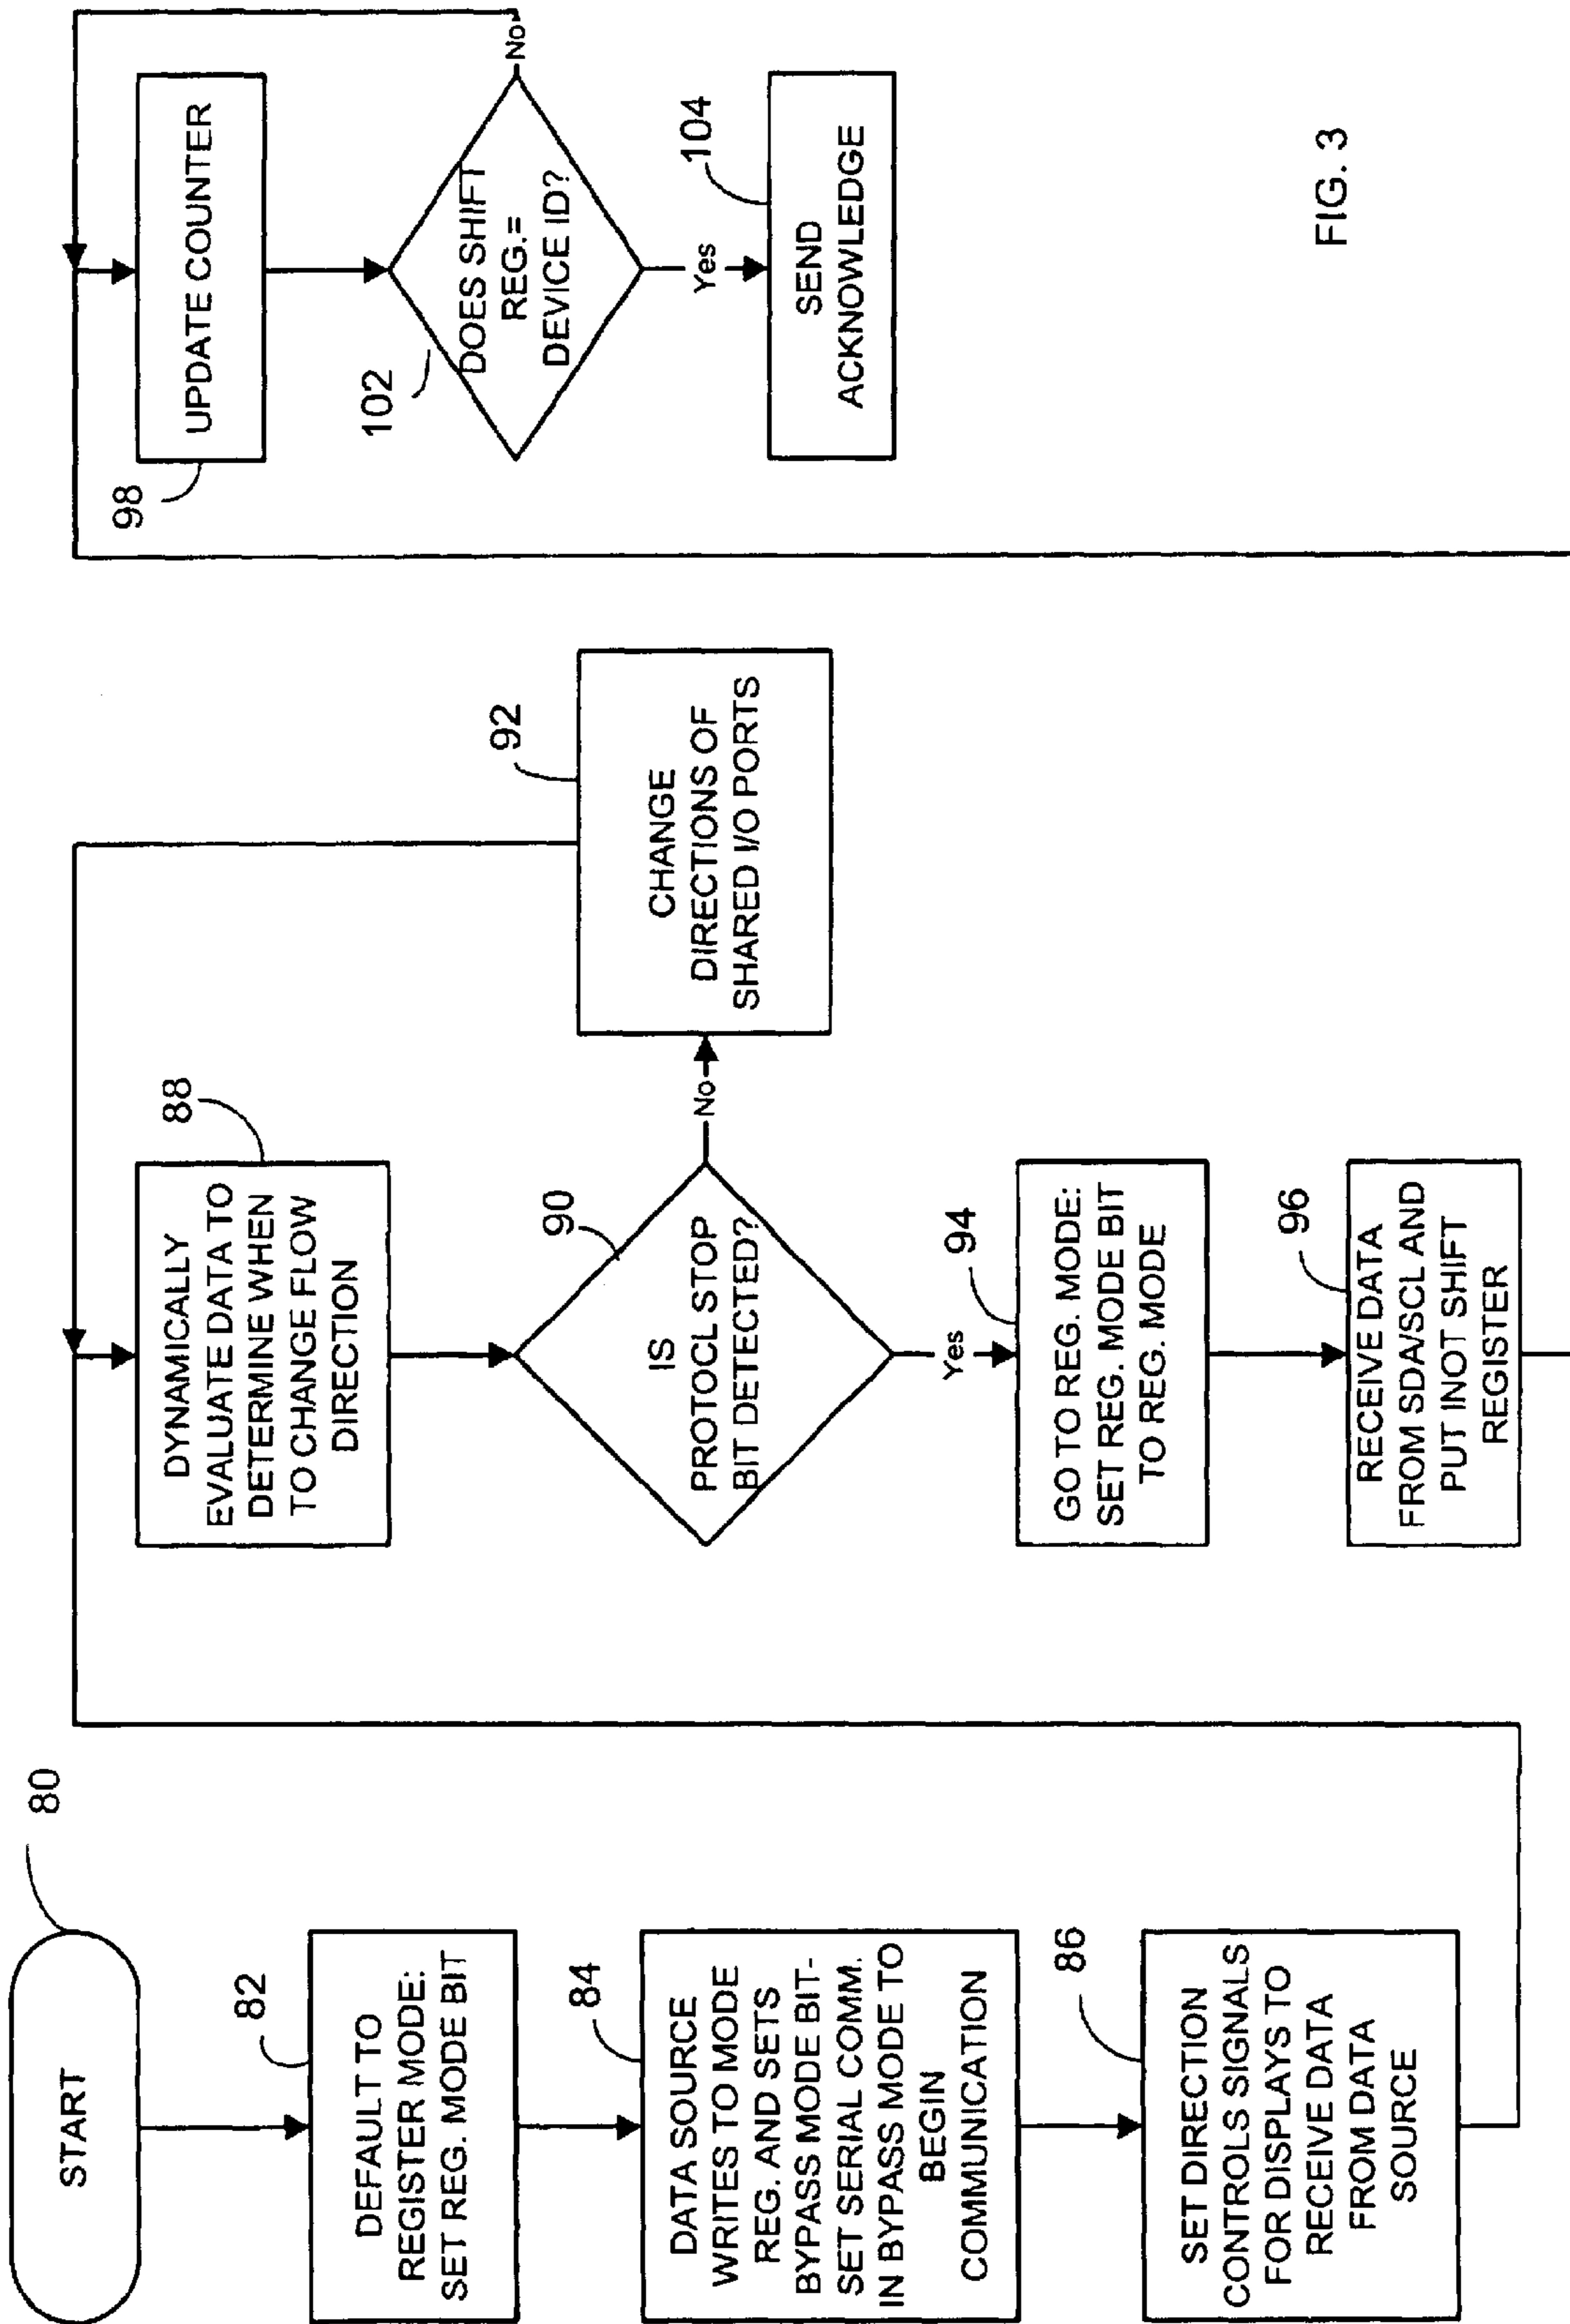 80
START
82
DEFAULT TO
REGISTER MODE:
SET REG. MODE BIT
84
DATA SOURCE
WRITES TO MODE
REG. AND SETS
BYPASS MODE BIT-
SET SERIAL COMM.
IN BYPASS MODE TO
BEGIN
COMMUNICATION
86
SET DIRECTION
CONTROLS SIGNALS
FOR DISPLAYS TO
RECEIVE DATA
FROM DATA
SOURCE
88
DYNAMICALLY
EVALUATE DATA TO
DETERMINE WHEN
TO CHANGE FLOW
DIRECTION
90
IS
PROTOCL STOP
BIT DETECTED?
No
92
CHANGE
DIRECTIONS OF
SHARED I/O PORTS
Yes
94
GO TO REG. MODE:
SET REG. MODE BIT
TO REG. MODE
96
RECEIVE DATA
FROM SDA/SCL AND
PUT INOT SHIFT
REGISTER
98
UPDATE COUNTER
102
DOES SHIFT
REG.=
DEVICE ID?
No
Yes
104
SEND
ACKNOWLEDGE
FIG. 3